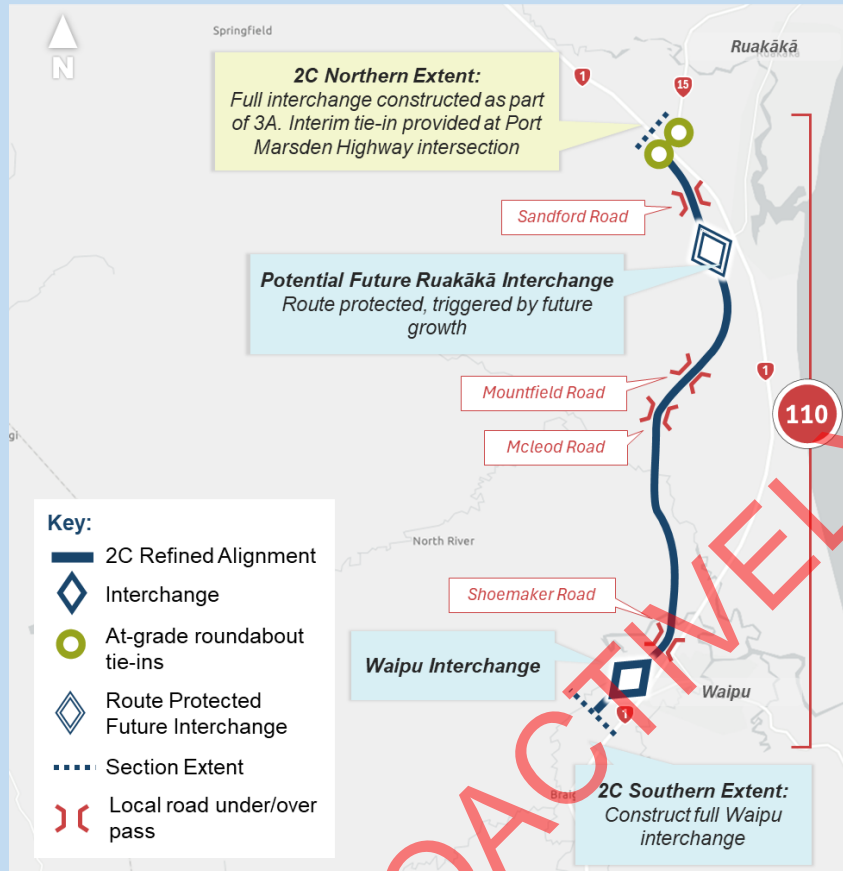 Springfield
Ruakākā
Ruakaka
N
2C Northern Extent:
Full interchange constructed as part
of 3A. Interim tie-in provided at Port
Marsden Highway intersection
1
15
Sandford Road
Potential Future Ruakākā Interchange
Route protected, triggered by future
growth
1
Mountfield Road
110
Mcleod Road
gi
Key:
2C Refined Alignment
Interchange
At-grade roundabout
tie-ins
Route Protected
Future Interchange
Section Extent
Local road under/over
pass
North River
Shoemaker Road
Waipu Interchange
Waipu
1
Brai
2C Southern Extent:
Construct full Waipu
interchange